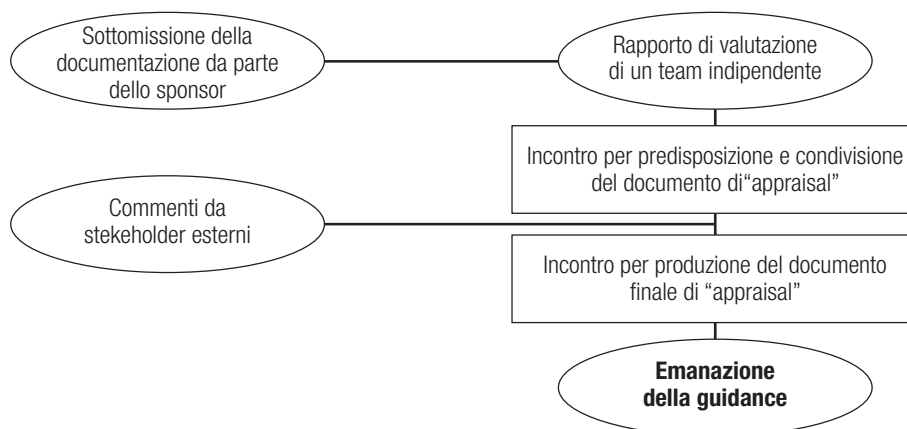 Sottomissione della
documentazione da parte
dello sponsor
Rapporto di valutazione
di un team indipendente
Incontro per predisposizione e condivisione
del documento di“appraisal”
Commenti da
stekeholder esterni
Incontro per produzione del documento
finale di “appraisal”
Emanazione
della guidance